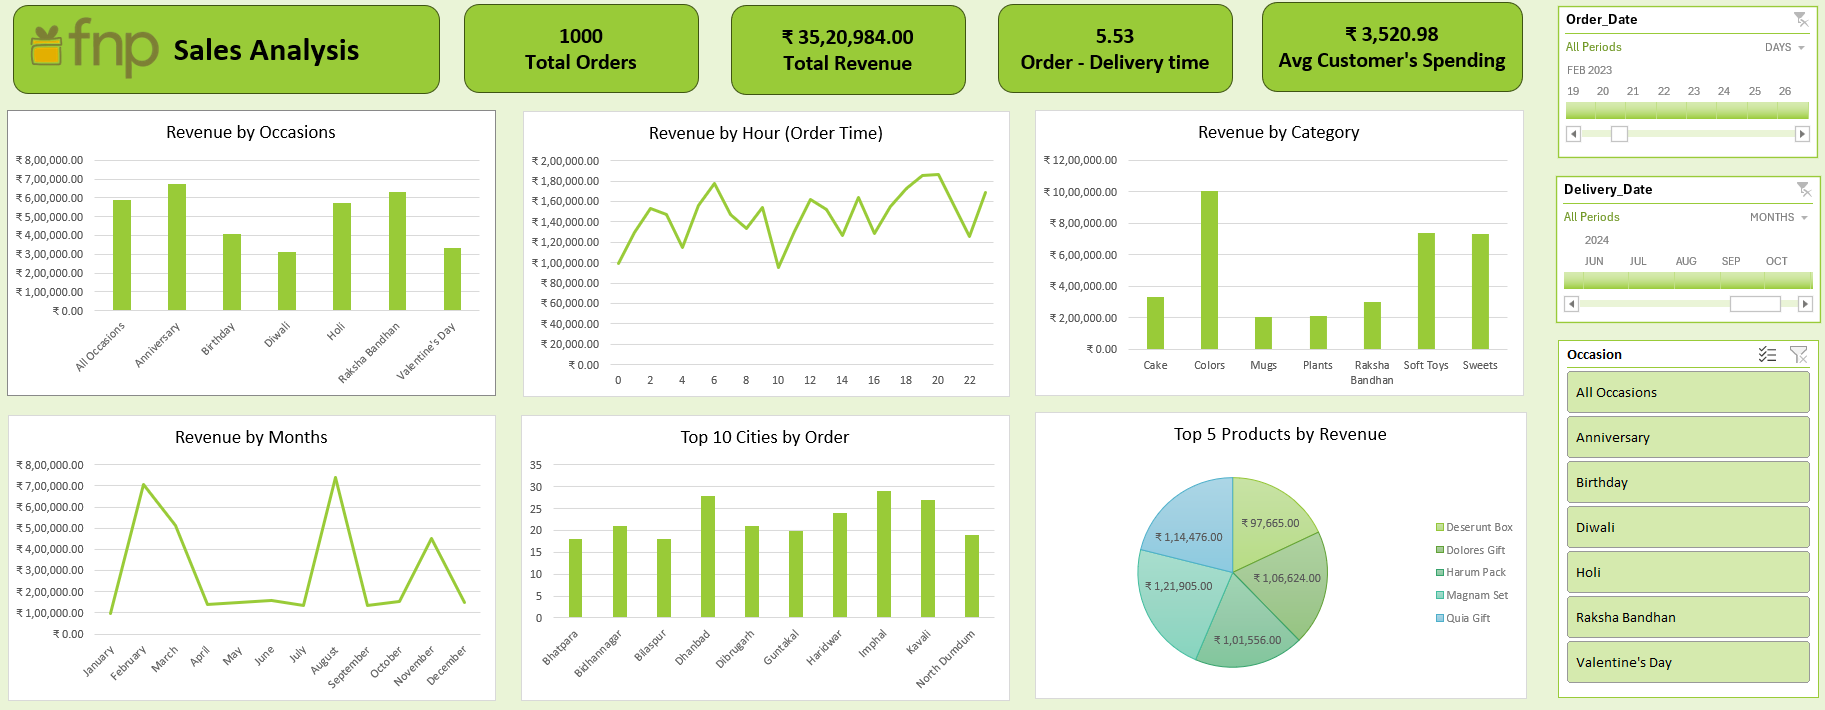 fnp Sales Analysis
1000
Total Orders
₹ 35,20,984.00
Total Revenue
5.53
Order - Delivery time
₹ 3,520.98
Avg Customer's Spending
Revenue by Occasions
₹ 8,00,000.00
₹ 7,00,000.00
₹ 6,00,000.00
₹ 5,00,000.00
₹ 4,00,000.00
₹ 3,00,000.00
₹ 2,00,000.00
₹ 1,00,000.00
₹ 0.00
All Occasions
Anniversary
Birthday
Diwali
Holi
Raksha Bandhan
Valentine's Day
Revenue by Hour (Order Time)
₹ 2,00,000.00
₹ 1,80,000.00
₹ 1,60,000.00
₹ 1,40,000.00
₹ 1,20,000.00
₹ 1,00,000.00
₹ 80,000.00
₹ 60,000.00
₹ 40,000.00
₹ 20,000.00
₹ 0.00
0 2 4 6 8 10 12 14 16 18 20 22
Revenue by Category
₹ 12,00,000.00
₹ 10,00,000.00
₹ 8,00,000.00
₹ 6,00,000.00
₹ 4,00,000.00
₹ 2,00,000.00
₹ 0.00
Cake Colors Mugs Plants Raksha Bandhan Soft Toys Sweets
Revenue by Months
₹ 8,00,000.00
₹ 7,00,000.00
₹ 6,00,000.00
₹ 5,00,000.00
₹ 4,00,000.00
₹ 3,00,000.00
₹ 2,00,000.00
₹ 1,00,000.00
₹ 0.00
January
February
March
April
May
June
July
August
September
October
November
December
Top 10 Cities by Order
35
30
25
20
15
10
5
0
Bhatpara
Bidhannagar
Bilaspur
Dhanbad
Dibrugarh
Guntakal
Haridwar
Imphal
Kavali
North Dumdum
Top 5 Products by Revenue
₹ 97,665.00
₹ 1,06,624.00
₹ 1,01,556.00
₹ 1,21,905.00
₹ 1,14,476.00
Deserunt Box
Dolores Gift
Harum Pack
Magnam Set
Quia Gift
Order_Date
All Periods DAYS
FEB 2023
19 20 21 22 23 24 25 26
Delivery_Date
All Periods MONTHS
2024
JUN JUL AUG SEP OCT
Occasion
All Occasions
Anniversary
Birthday
Diwali
Holi
Raksha Bandhan
Valentine's Day